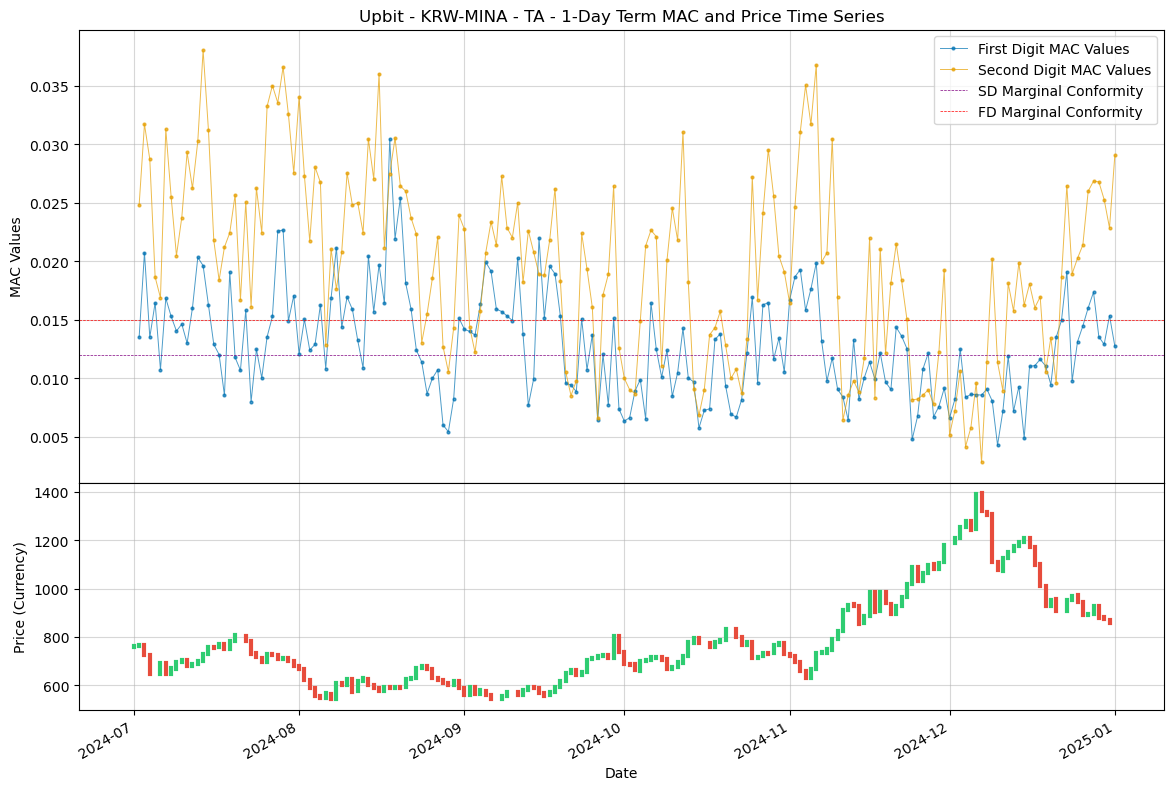 Upbit - KRW-MINA - TA - 1-Day Term MAC and Price Time Series
First Digit MAC Values
Second Digit MAC Values
SD Marginal Conformity
FD Marginal Conformity
MAC Values
0.035
0.030
0.025
0.020
0.015
0.010
0.005
Price (Currency)
1400
1200
1000
800
600
2024-07
2024-08
2024-09
2024-10
2024-11
2024-12
2025-01
Date